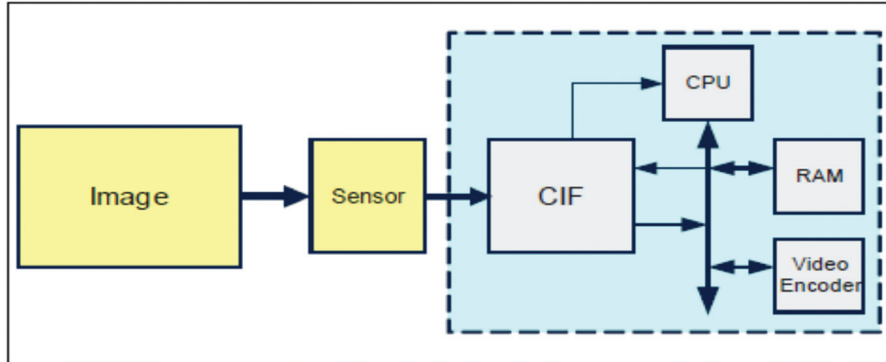 Image
Sensor
CIF
CPU
RAM
Video
Encoder